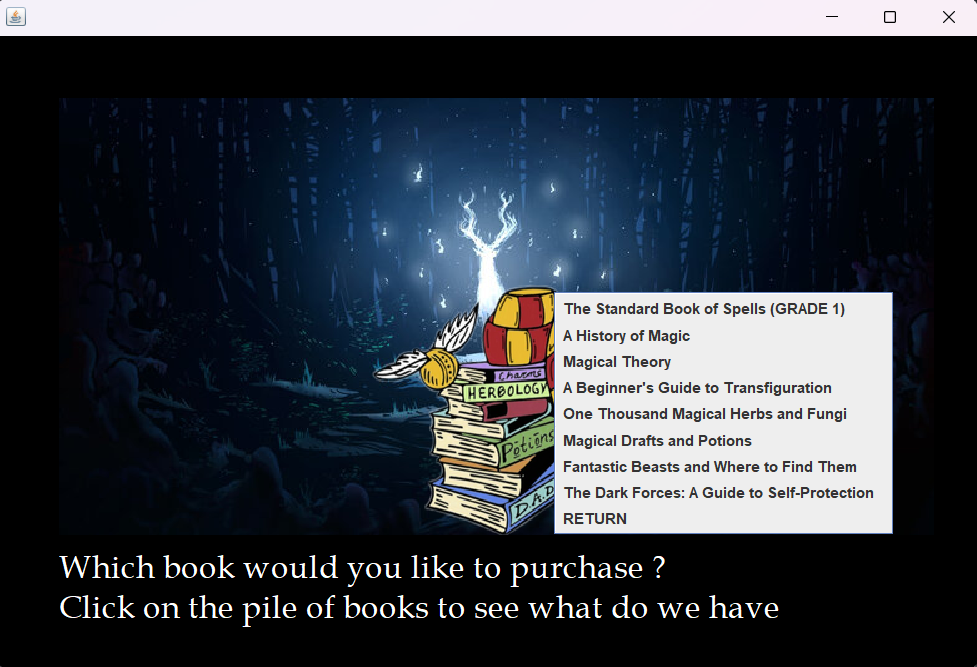 Charms
HERBOLOGY
Potions
D.A.D
The Standard Book of Spells (GRADE 1)
A History of Magic
Magical Theory
A Beginner's Guide to Transfiguration
One Thousand Magical Herbs and Fungi
Magical Drafts and Potions
Fantastic Beasts and Where to Find Them
The Dark Forces: A Guide to Self-Protection
RETURN
Which book would you like to purchase ?
Click on the pile of books to see what do we have